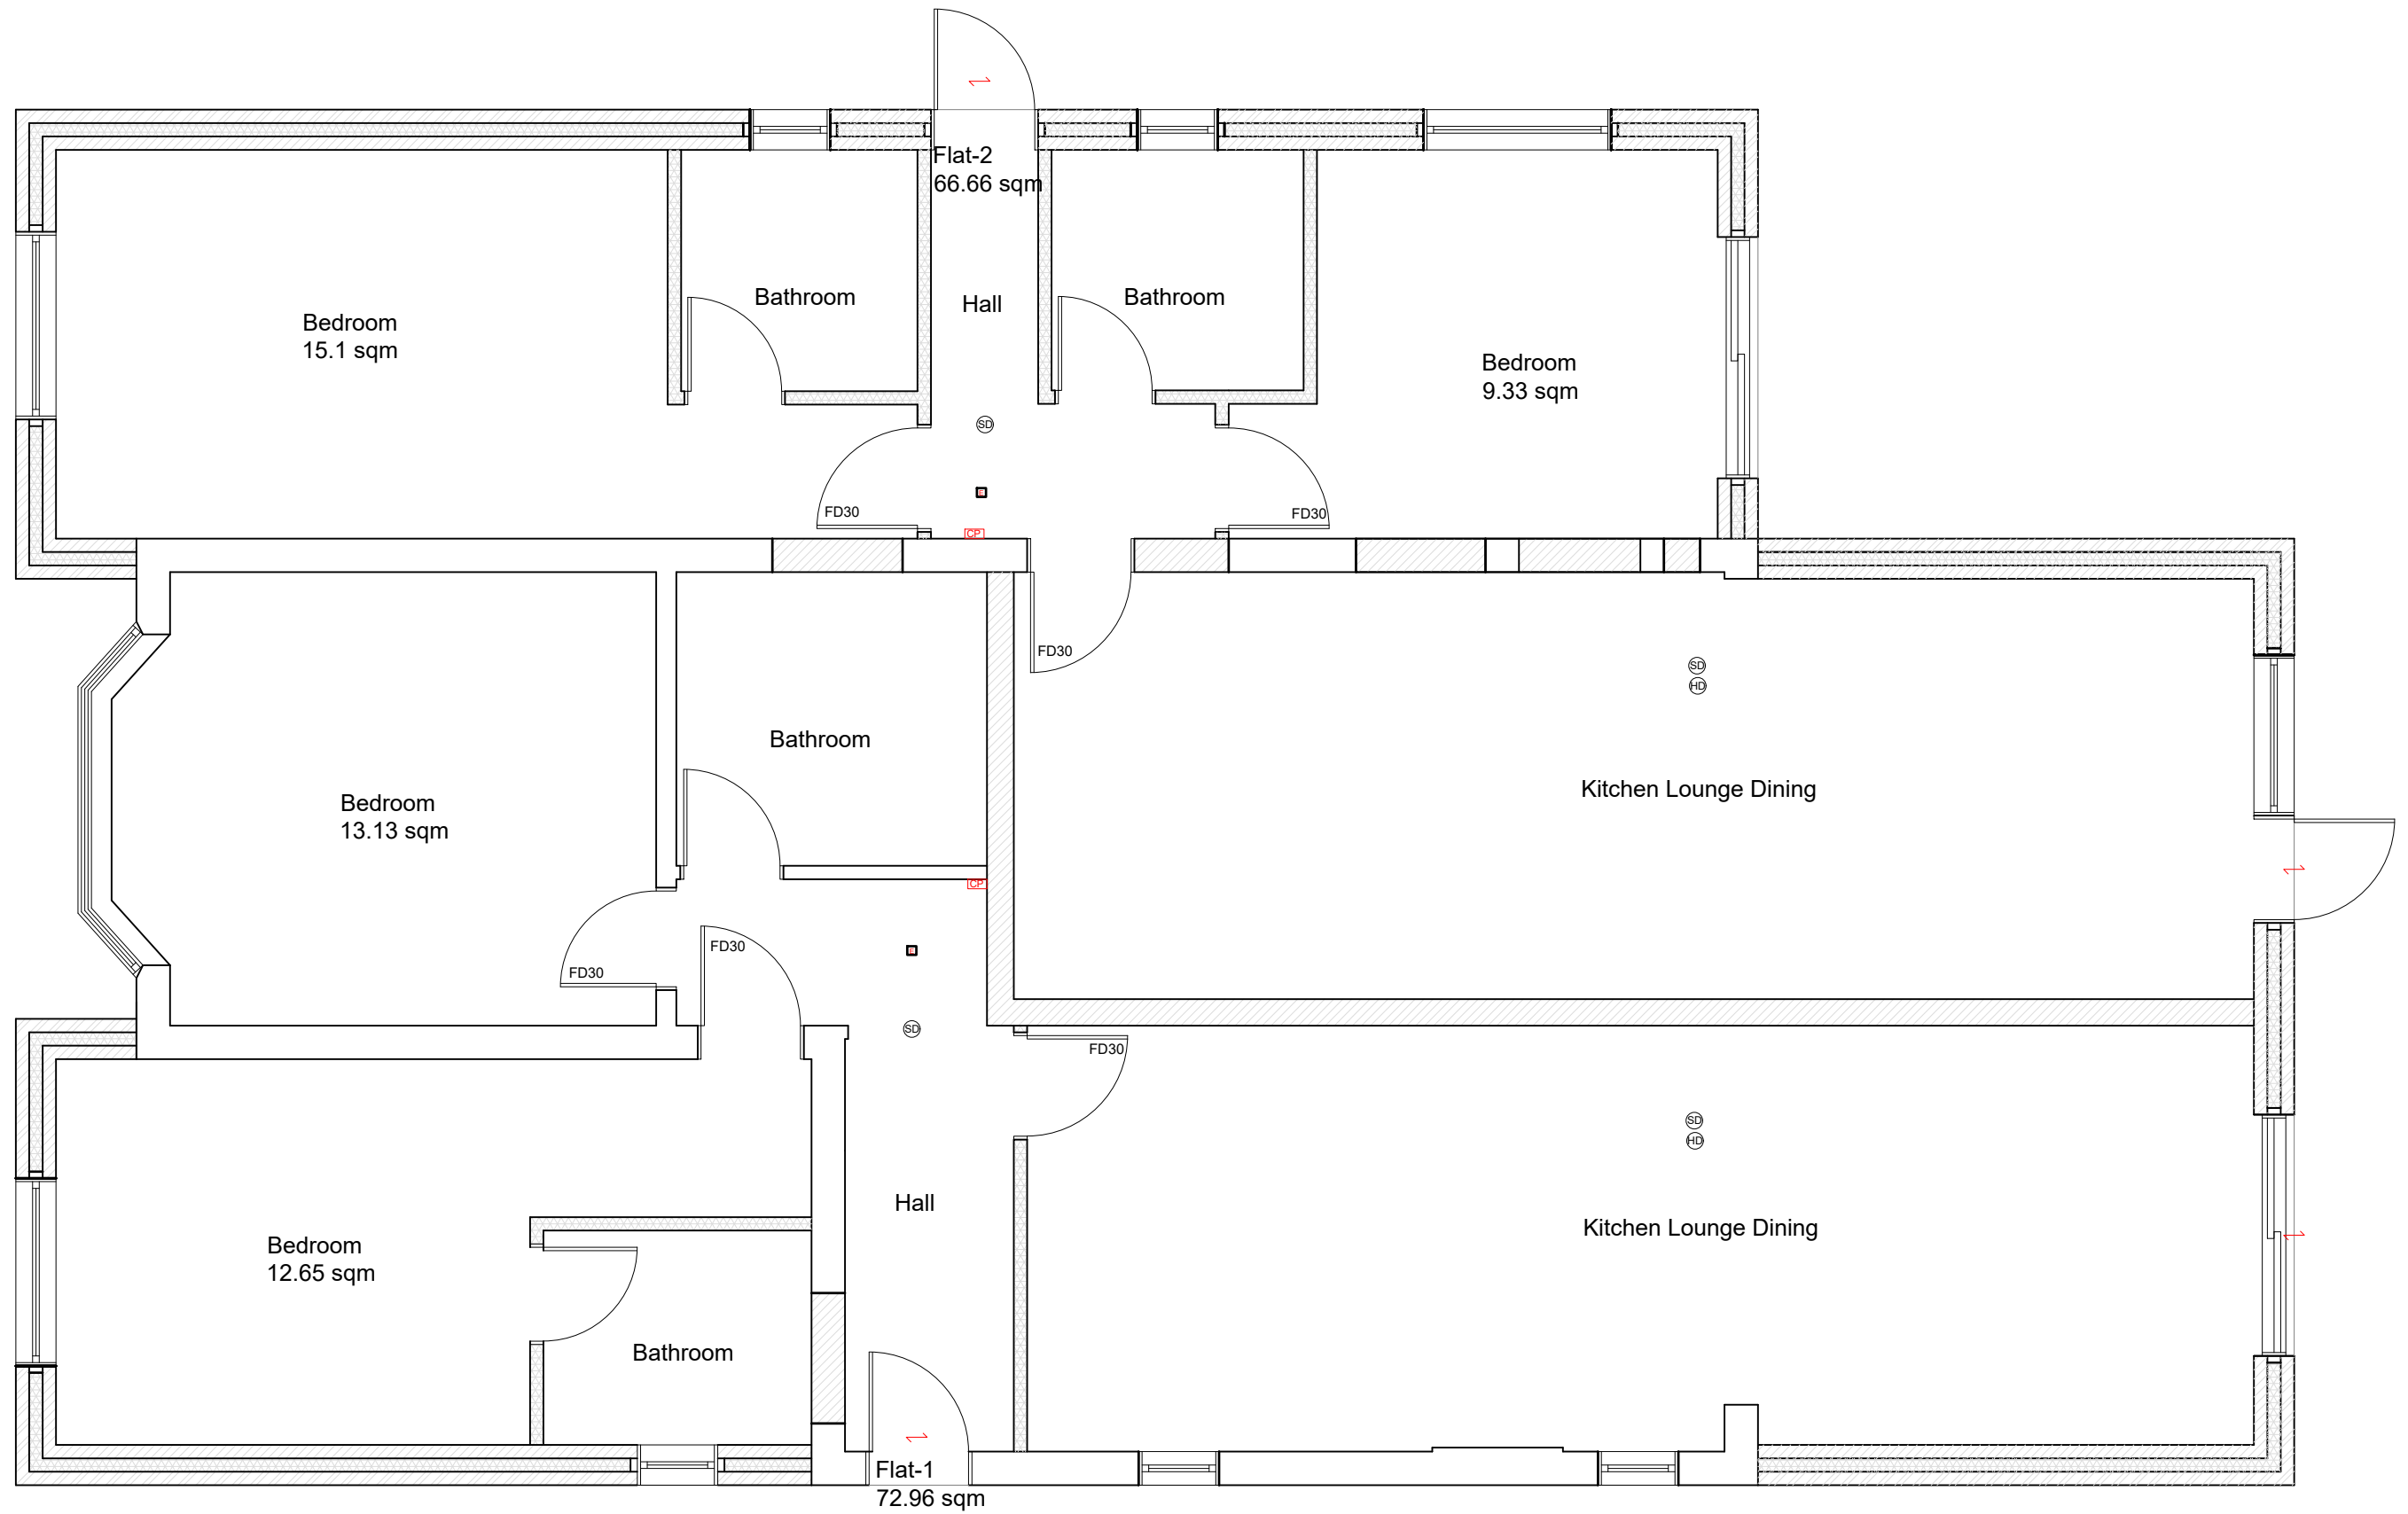 Flat-2
66.66 sqm
Bathroom
Hall
Bathroom
Bedroom
15.1 sqm
Bedroom
9.33 sqm
SD
FD30
FD30
CP
FD30
SD
HD
Bathroom
Kitchen Lounge Dining
Bedroom
13.13 sqm
CP
FD30
FD30
SD
FD30
SD
HD
Hall
Kitchen Lounge Dining
Bedroom
12.65 sqm
Bathroom
Flat-1
72.96 sqm